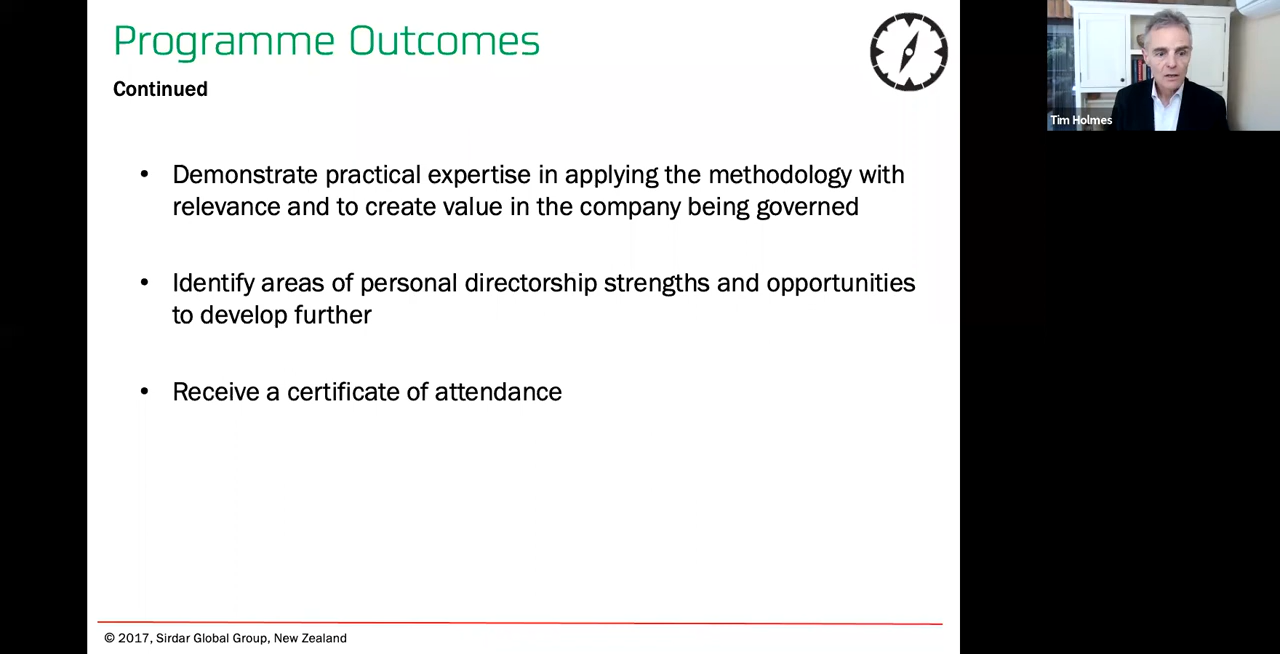 Programme Outcomes
Continued
• Demonstrate practical expertise in applying the methodology with
relevance and to create value in the company being governed
• Identify areas of personal directorship strengths and opportunities
to develop further
• Receive a certificate of attendance
© 2017, Sirdar Global Group, New Zealand
Tim Holmes